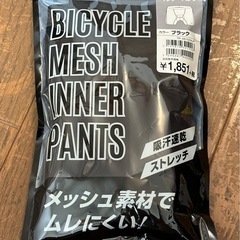 BICYCLE
MESH
INNER
PANTS
カラー ブラック
¥1,851
吸汗速乾
ストレッチ
メッシュ素材で
ムレにくい！